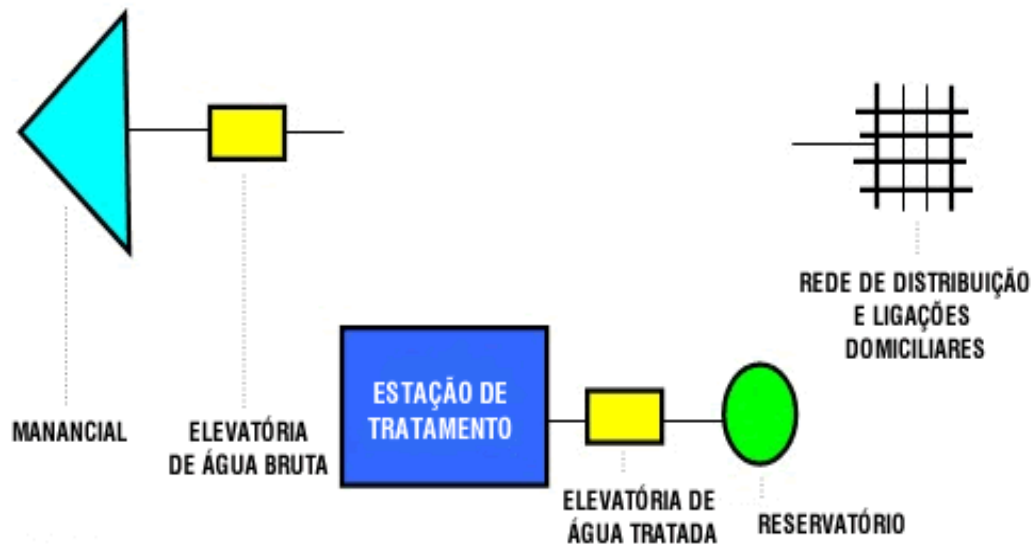 MANANCIAL
ELEVATÓRIA
DE ÁGUA BRUTA
ESTAÇÃO DE
TRATAMENTO
ELEVATÓRIA DE
ÁGUA TRATADA
RESERVATÓRIO
REDE DE DISTRIBUIÇÃO
E LIGAÇÕES
DOMICILIARES